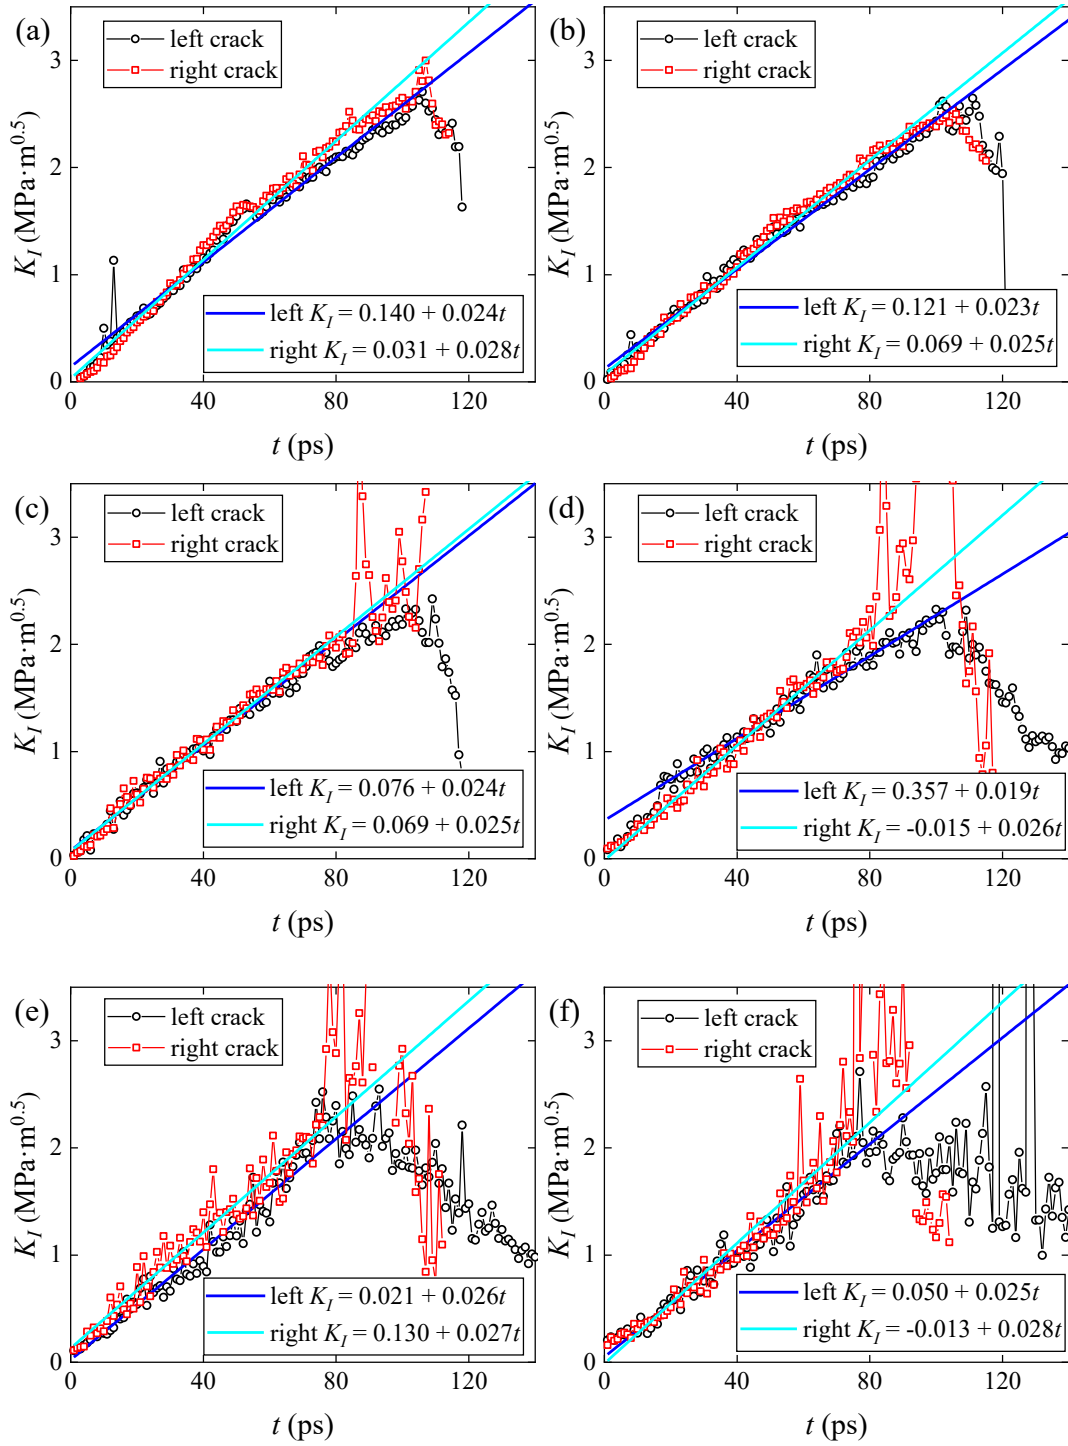 (a)
left crack
right crack
left K_I = 0.140 + 0.024t
right K_I = 0.031 + 0.028t
K_I (MPa·m^0.5)
3
2
1
0
0 40 80 120
t (ps)
(b)
left crack
right crack
left K_I = 0.121 + 0.023t
right K_I = 0.069 + 0.025t
K_I (MPa·m^0.5)
3
2
1
0
0 40 80 120
t (ps)
(c)
left crack
right crack
left K_I = 0.076 + 0.024t
right K_I = 0.069 + 0.025t
K_I (MPa·m^0.5)
3
2
1
0
0 40 80 120
t (ps)
(d)
left crack
right crack
left K_I = 0.357 + 0.019t
right K_I = -0.015 + 0.026t
K_I (MPa·m^0.5)
3
2
1
0
0 40 80 120
t (ps)
(e)
left crack
right crack
left K_I = 0.021 + 0.026t
right K_I = 0.130 + 0.027t
K_I (MPa·m^0.5)
3
2
1
0
0 40 80 120
t (ps)
(f)
left crack
right crack
left K_I = 0.050 + 0.025t
right K_I = -0.013 + 0.028t
K_I (MPa·m^0.5)
3
2
1
0
0 40 80 120
t (ps)